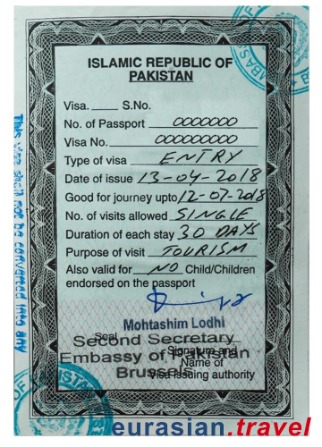 ISLAMIC REPUBLIC OF
PAKISTAN
Visa. ____ S.No.
No. of Passport 0000000
Visa No. 000000000
Type of visa ENTRY
Date of issue 13-04-2018
Good for journey upto 12-07-2018
No. of visits allowed SINGLE
Duration of each stay 30 DAYS
Purpose of visit TOURISM
Also valid for NO Child/Children
endorsed on the passport
Mohtashim Lodhi
Seal
Second Secretary
Signature and
Embassy of Pakistan
Name of
Brussels
Visa issuing authority
This visa shall not be converted into any
eurasian.travel